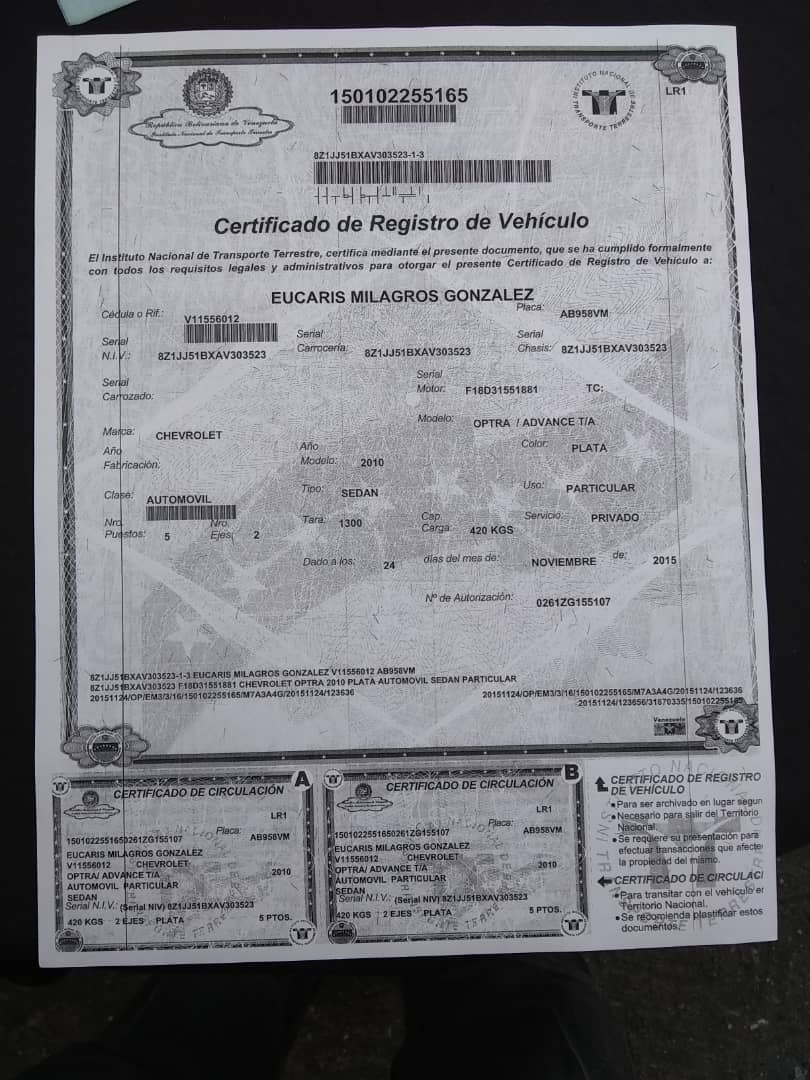 150102255165
LR1
República Bolivariana de Venezuela
Instituto Nacional de Transporte Terrestre
INSTITUTO NACIONAL DE TRANSPORTE TERRESTRE
8Z1JJ51BXAV303523-1-3
Certificado de Registro de Vehículo
El Instituto Nacional de Transporte Terrestre, certifica mediante el presente documento, que se ha cumplido formalmente
con todos los requisitos legales y administrativos para otorgar el presente Certificado de Registro de Vehículo a:
EUCARIS MILAGROS GONZALEZ
Cédula o Rif.: V11556012 Placa: AB958VM
Serial N.I.V.: 8Z1JJ51BXAV303523 Serial Carrocería: 8Z1JJ51BXAV303523 Serial Chasis: 8Z1JJ51BXAV303523
Serial Carrozado: Serial Motor: F18D31551881 TC:
Marca: CHEVROLET Modelo: OPTRA / ADVANCE T/A
Año Fabricación: Año Modelo: 2010 Color: PLATA
Clase: AUTOMOVIL Tipo: SEDAN Uso: PARTICULAR
Nro. Puestos: 5 Nro. Ejes: 2 Tara: 1300 Cap. Carga: 420 KGS Servicio: PRIVADO
Dado a los: 24 días del mes de: NOVIEMBRE de: 2015
Nº de Autorización: 0261ZG155107
8Z1JJ51BXAV303523-1-3 EUCARIS MILAGROS GONZALEZ V11556012 AB958VM
8Z1JJ51BXAV303523 F18D31551881 CHEVROLET OPTRA 2010 PLATA AUTOMOVIL SEDAN PARTICULAR
20151124/OP/EM3/3/16/150102255165/M7A3A4G/20151124/123636
20151124/OP/EM3/3/16/150102255165/M7A3A4G/20151124/123636
20151124/123656/31870335/150102255165
Venezuela
A
CERTIFICADO DE CIRCULACIÓN
LR1
Placa:
1501022551650261ZG155107 AB958VM
EUCARIS MILAGROS GONZALEZ
V11556012 CHEVROLET
OPTRA/ ADVANCE T/A 2010
AUTOMOVIL PARTICULAR
SEDAN
Serial N.I.V.: (Serial NIV) 8Z1JJ51BXAV303523
420 KGS 2 EJES PLATA 5 PTOS.
B
CERTIFICADO DE CIRCULACIÓN
LR1
Placa:
1501022551650261ZG155107 AB958VM
EUCARIS MILAGROS GONZALEZ
V11556012 CHEVROLET
OPTRA/ ADVANCE T/A 2010
AUTOMOVIL PARTICULAR
SEDAN
Serial N.I.V.: (Serial NIV) 8Z1JJ51BXAV303523
420 KGS 2 EJES PLATA 5 PTOS.
CERTIFICADO DE REGISTRO
DE VEHÍCULO
•Para ser archivado en lugar segur
•Necesario para salir del Territorio
Nacional.
•Se requiere su presentación para
efectuar transacciones que afecte
la propiedad del mismo.
CERTIFICADO DE CIRCULACI
•Para transitar con el vehículo en
Territorio Nacional.
•Se recomienda plastificar estos
documentos.